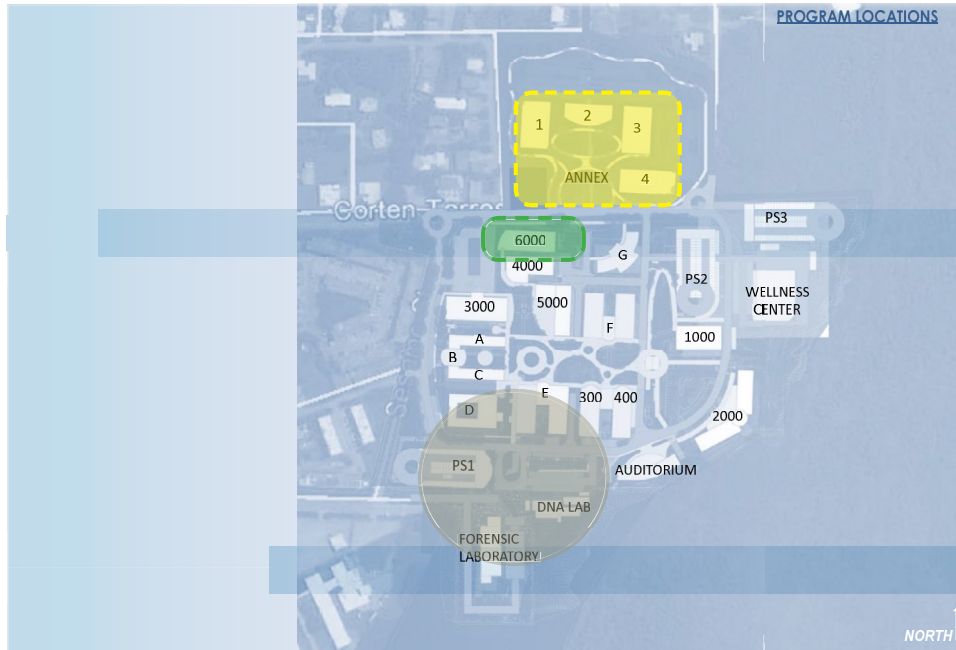 PROGRAM LOCATIONS
1
2
3
ANNEX
4
Corten-Torres
PS3
6000
4000
G
PS2
WELLNESS
CENTER
3000
5000
F
1000
A
B
C
D
E
300
400
2000
PS1
AUDITORIUM
DNA LAB
FORENSIC
LABORATORY
NORTH